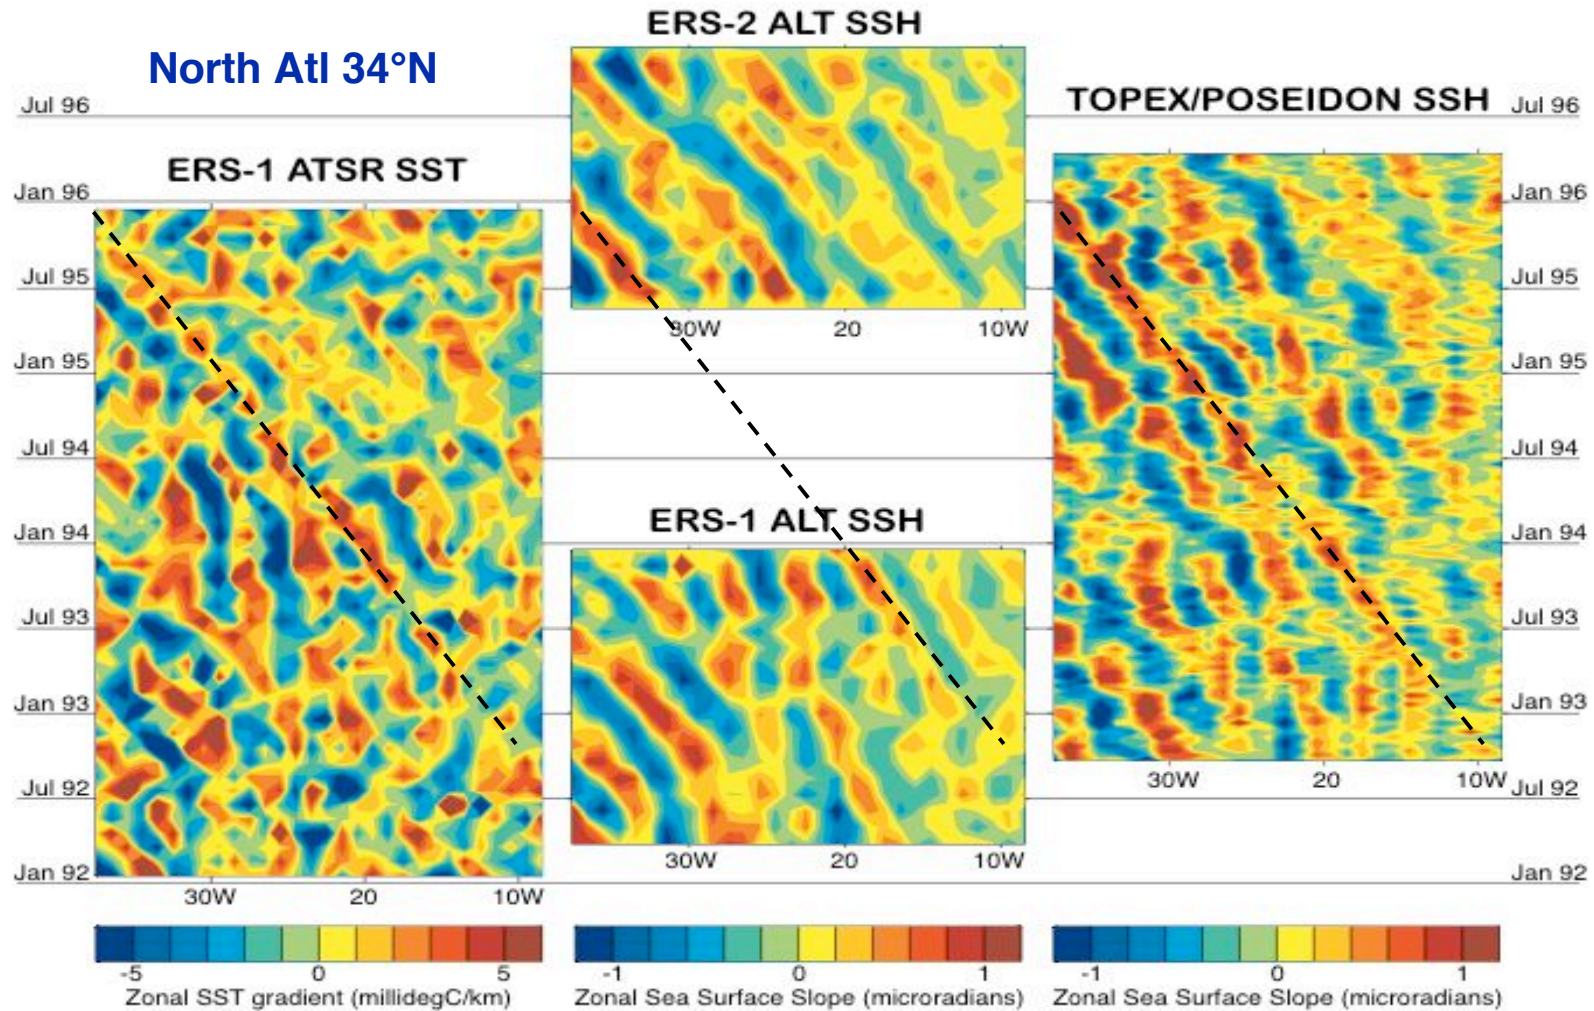 ERS-2 ALT SSH
North Atl 34°N
TOPEX/POSEIDON SSH
Jul 96
Jul 96
ERS-1 ATSR SST
Jan 96
Jan 96
Jul 95
Jul 95
30W 20 10W
Jan 95
Jan 95
Jul 94
Jul 94
ERS-1 ALT SSH
Jan 94
Jan 94
Jul 93
Jul 93
Jan 93
Jan 93
30W 20 10W
Jul 92
Jul 92
30W 20 10W
Jan 92
Jan 92
30W 20 10W
-5 0 5
Zonal SST gradient (millidegC/km)
-1 0 1
Zonal Sea Surface Slope (microradians)
-1 0 1
Zonal Sea Surface Slope (microradians)